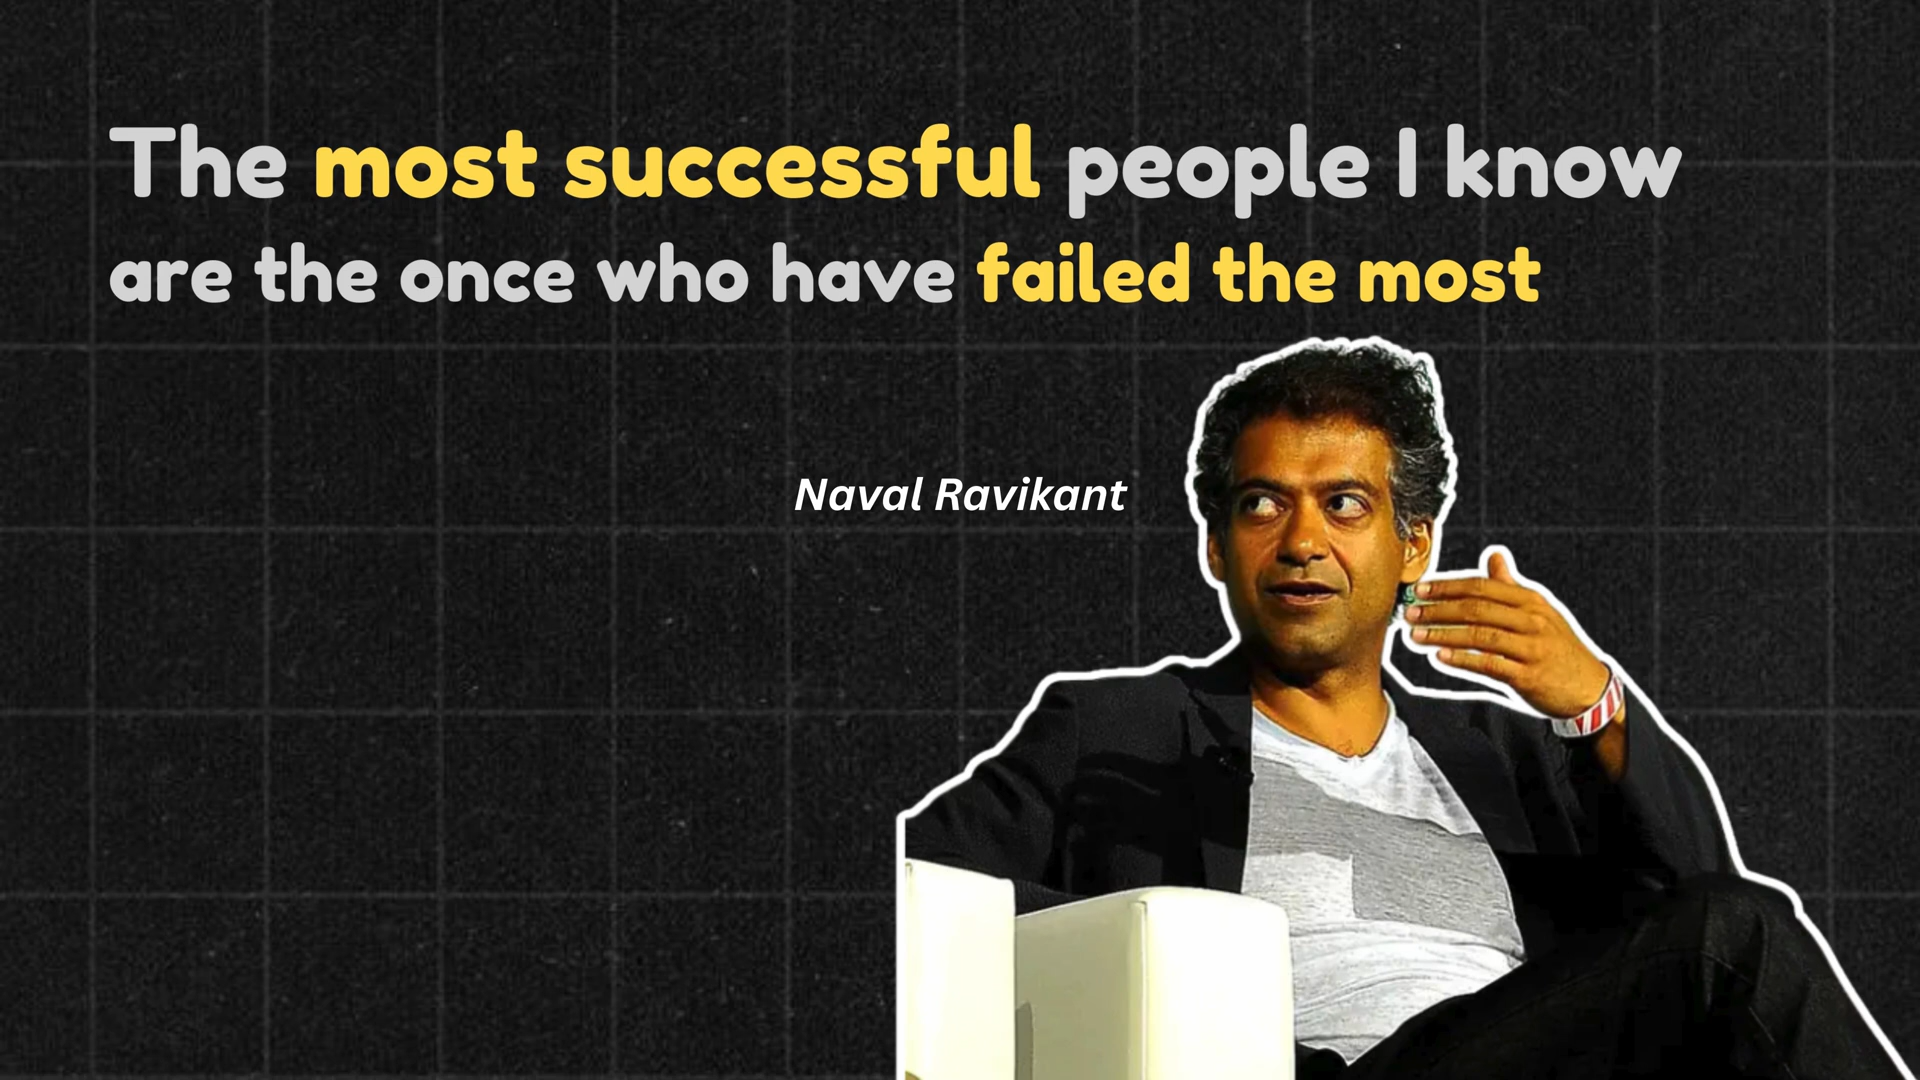 The most successful people I know
are the once who have failed the most
Naval Ravikant